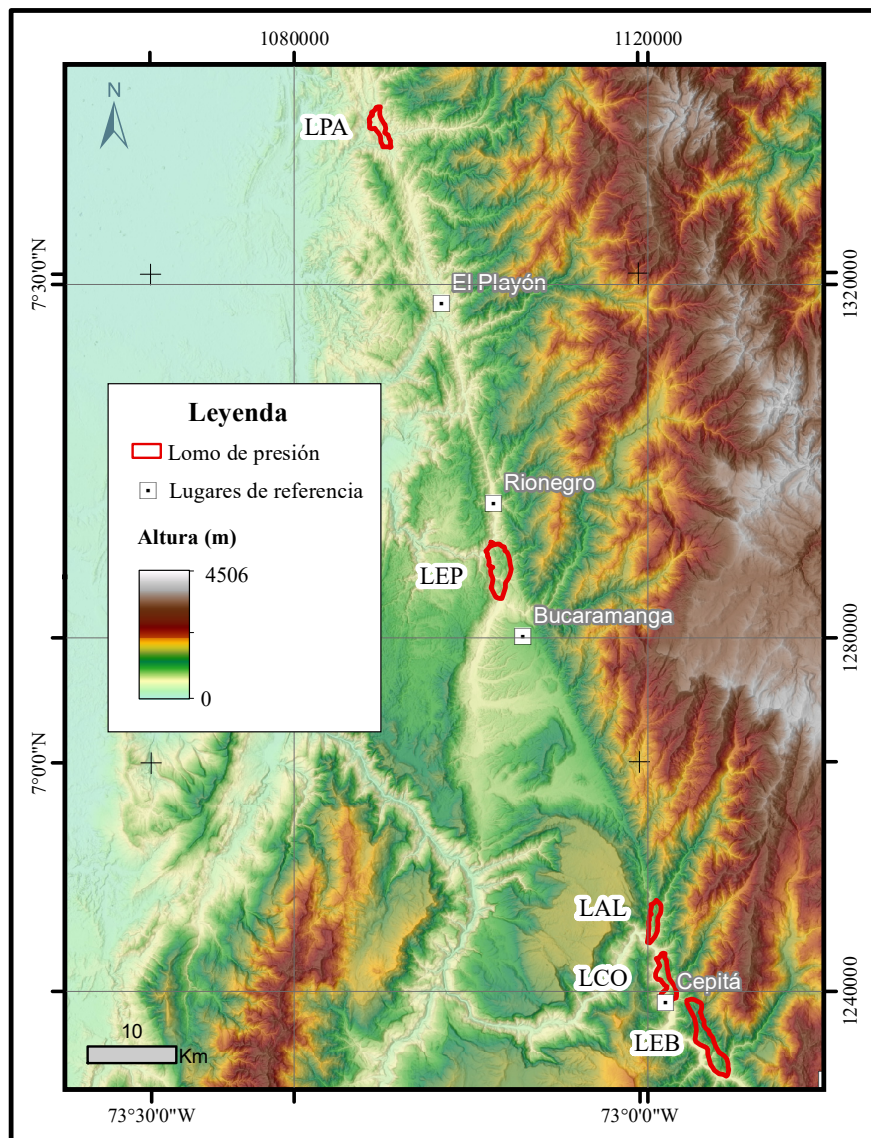 1080000
1120000
N
LPA
7°30'0"N
1320000
El Playón
Leyenda
Lomo de presión
Lugares de referencia
Altura (m)
4506
0
Rionegro
LEP
Bucaramanga
1280000
7°0'0"N
LAL
LCO
Cepitá
1240000
LEB
10
Km
73°30'0"W
73°0'0"W